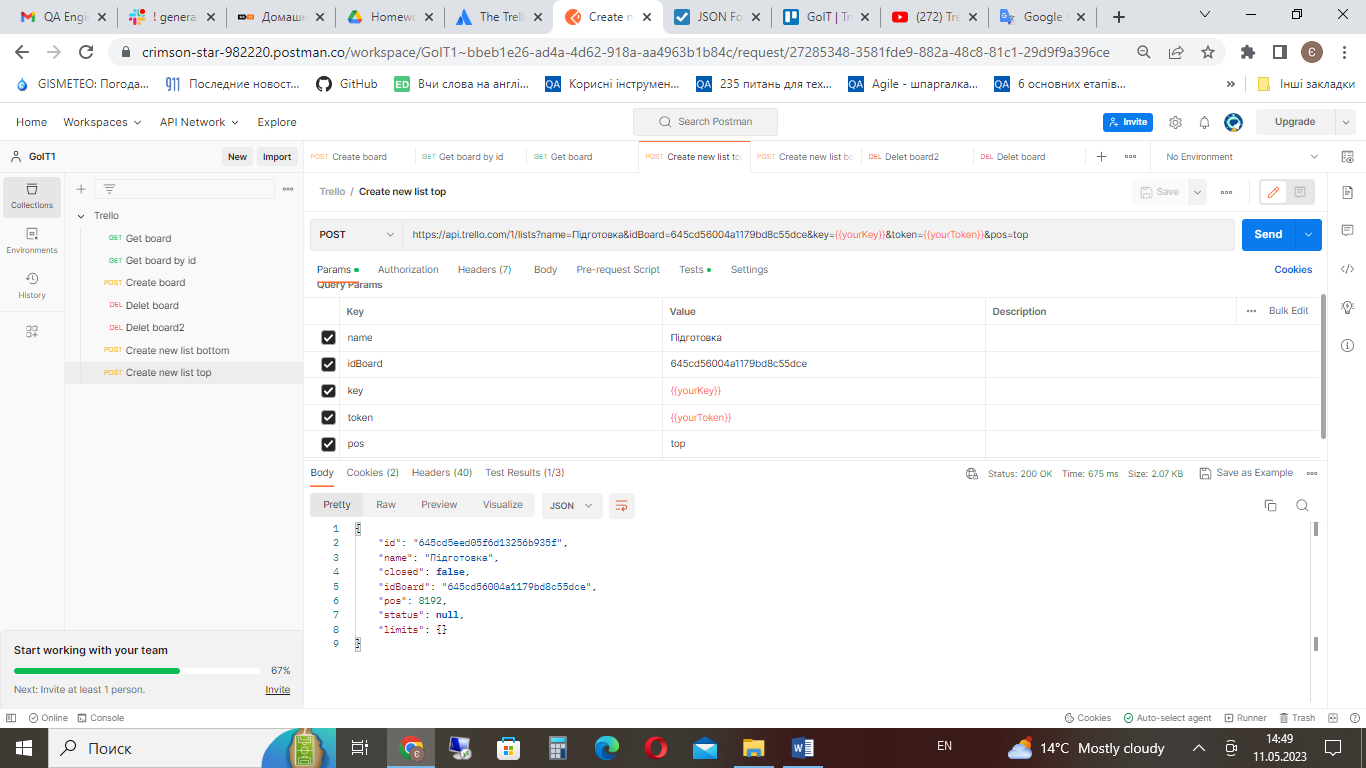 QA Engi
! genera
Домашн
Homew
The Trell
Create n
JSON Fo
GoIT | Tr
(272) Tre
Google
crimson-star-982220.postman.co/workspace/GoIT1~bbeb1e26-ad4a-4d62-918a-aa4963b1b84c/request/27285348-3581fde9-882a-48c8-81c1-29d9f9a396ce
GISMETEO: Погода...
Последние новост...
GitHub
Вчи слова на англі...
Корисні інструмен...
235 питань для тех...
Agile - шпаргалка...
6 основних етапів...
»
Інші закладки
Home Workspaces API Network Explore
Search Postman
Invite
Upgrade
GoIT1
New Import
POST Create board
GET Get board by id
GET Get board
POST Create new list top
POST Create new list bo
DEL Delet board2
DEL Delet board
No Environment
Collections
Environments
History
Trello
GET Get board
GET Get board by id
POST Create board
DEL Delet board
DEL Delet board2
POST Create new list bottom
POST Create new list top
Trello / Create new list top
Save
POST
https://api.trello.com/1/lists?name=Підготовка&idBoard=645cd56004a1179bd8c55dce&key={{yourKey}}&token={{yourToken}}&pos=top
Send
Params Authorization Headers (7) Body Pre-request Script Tests Settings
Cookies
Query Params
Key Value Description
Bulk Edit
name Підготовка
idBoard 645cd56004a1179bd8c55dce
key {{yourKey}}
token {{yourToken}}
pos top
Body Cookies (2) Headers (40) Test Results (1/3)
Status: 200 OK Time: 675 ms Size: 2.07 KB
Save as Example
Pretty Raw Preview Visualize JSON
1 {
2 "id": "645cd5eed05f6d13256b935f",
3 "name": "Підготовка",
4 "closed": false,
5 "idBoard": "645cd56004a1179bd8c55dce",
6 "pos": 8192,
7 "status": null,
8 "limits": {}
9 }
Start working with your team
67%
Next: Invite at least 1 person.
Invite
Online Console
Cookies Auto-select agent Runner Trash
Поиск
EN
14°C Mostly cloudy
14:49
11.05.2023